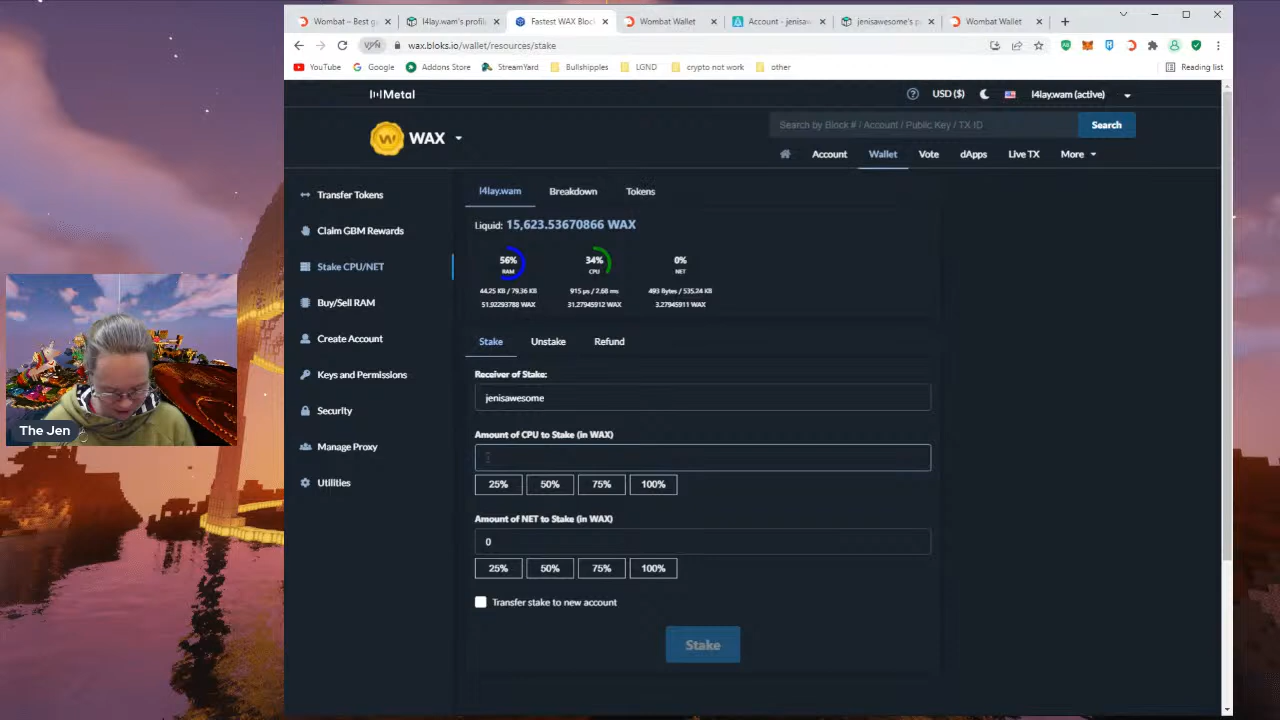 Wombat – Best ga
l4lay.wam's profil
Fastest WAX Bloc
Wombat Wallet
Account - jenisaw
jenisawesome's p
Wombat Wallet
VPN
wax.bloks.io/wallet/resources/stake
YouTube
Google
Addons Store
StreamYard
Bullshipples
LGND
crypto not work
other
Reading list
Metal
USD ($)
l4lay.wam (active)
WAX
Search by Block # / Account / Public Key / TX ID
Search
Account
Wallet
Vote
dApps
Live TX
More
Transfer Tokens
Claim GBM Rewards
Stake CPU/NET
Buy/Sell RAM
Create Account
Keys and Permissions
Security
Manage Proxy
Utilities
l4lay.wam
Breakdown
Tokens
Liquid: 15,623.53670866 WAX
56%
RAM
34%
CPU
0%
NET
44.25 KB / 79.36 KB
915 µs / 2.68 ms
493 Bytes / 535.24 KB
51.92293788 WAX
31.27945912 WAX
3.27945911 WAX
Stake
Unstake
Refund
Receiver of Stake:
jenisawesome
Amount of CPU to Stake (in WAX)
25%
50%
75%
100%
Amount of NET to Stake (in WAX)
0
25%
50%
75%
100%
Transfer stake to new account
Stake
The Jen